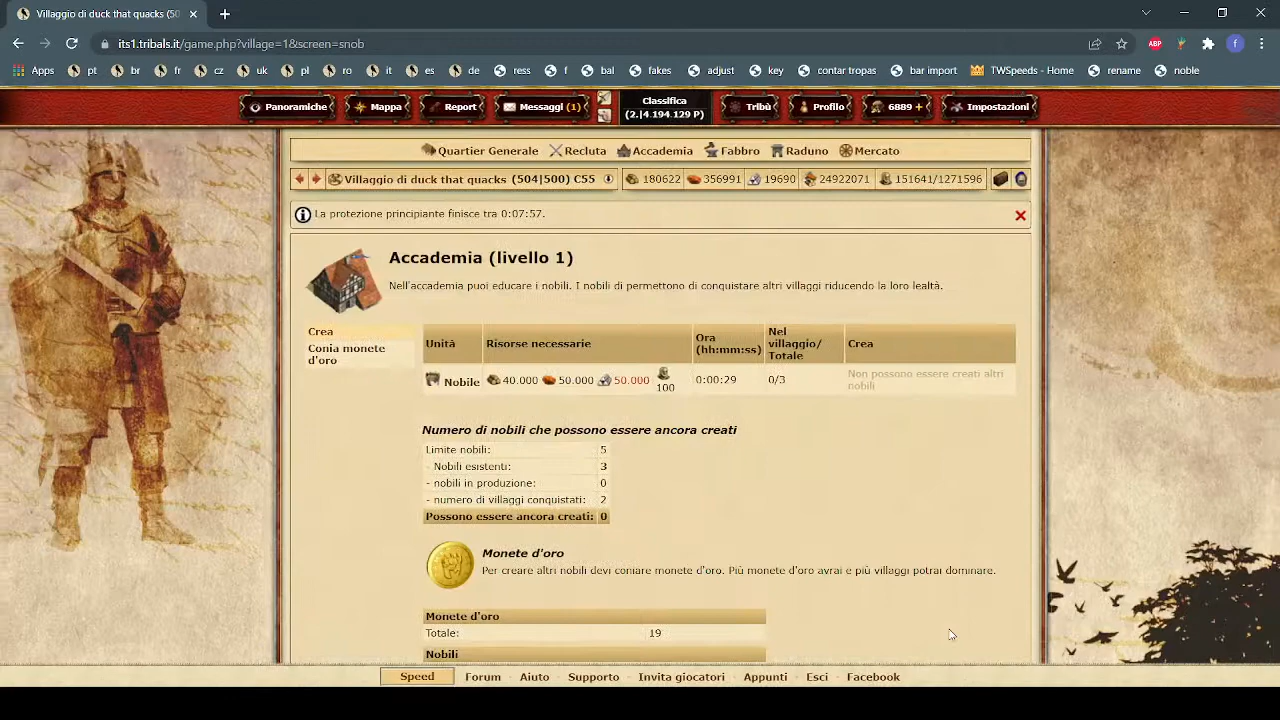 Villaggio di duck that quacks (50
its1.tribals.it/game.php?village=1&screen=snob
ABP
f
Apps pt br fr cz uk pl ro it es de ress f bal fakes adjust key contar tropas bar import TWSpeeds - Home rename noble
Panoramiche Mappa Report Messaggi (1) Classifica Tribù Profilo 6889 + Impostazioni
(2.|4.194.129 P)
Quartier Generale Recluta Accademia Fabbro Raduno Mercato
Villaggio di duck that quacks (504|500) C55 180622 356991 19690 24922071 151641/1271596
La protezione principiante finisce tra 0:07:57.
Accademia (livello 1)
Nell'accademia puoi educare i nobili. I nobili di permettono di conquistare altri villaggi riducendo la loro lealtà.
Crea
Conia monete
d'oro
Unità Risorse necessarie Ora
(hh:mm:ss) Nel
villaggio/
Totale Crea
Nobile 40.000 50.000 50.000 100 0:00:29 0/3 Non possono essere creati altri
nobili
Numero di nobili che possono essere ancora creati
Limite nobili: 5
- Nobili esistenti: 3
- nobili in produzione: 0
- numero di villaggi conquistati: 2
Possono essere ancora creati: 0
Monete d'oro
Per creare altri nobili devi coniare monete d'oro. Più monete d'oro avrai e più villaggi potrai dominare.
Monete d'oro
Totale: 19
Nobili
Speed Forum - Aiuto - Supporto - Invita giocatori - Appunti - Esci - Facebook